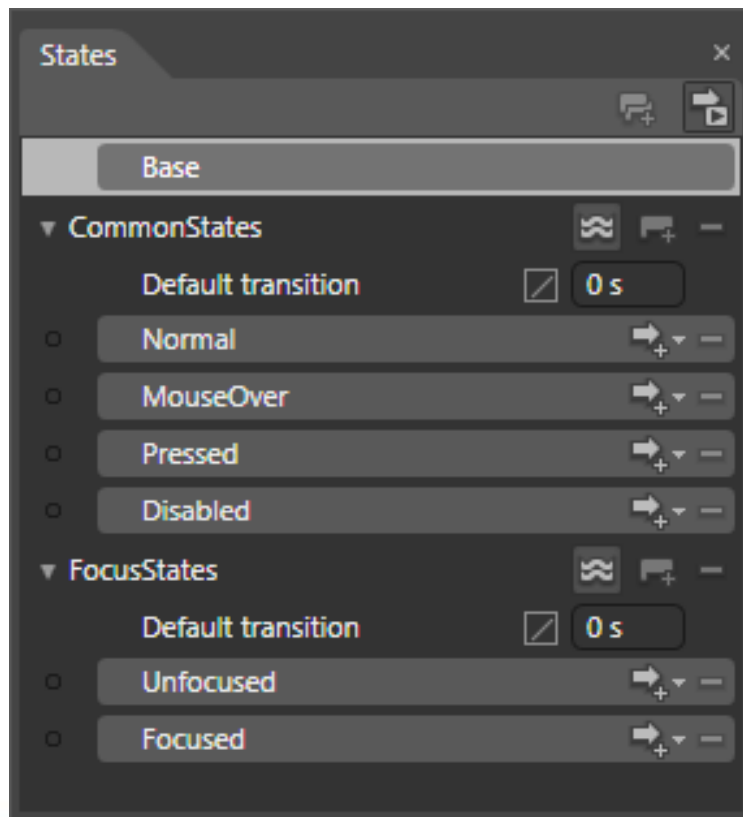 States
Base
CommonStates
Default transition 0 s
Normal
MouseOver
Pressed
Disabled
FocusStates
Default transition 0 s
Unfocused
Focused